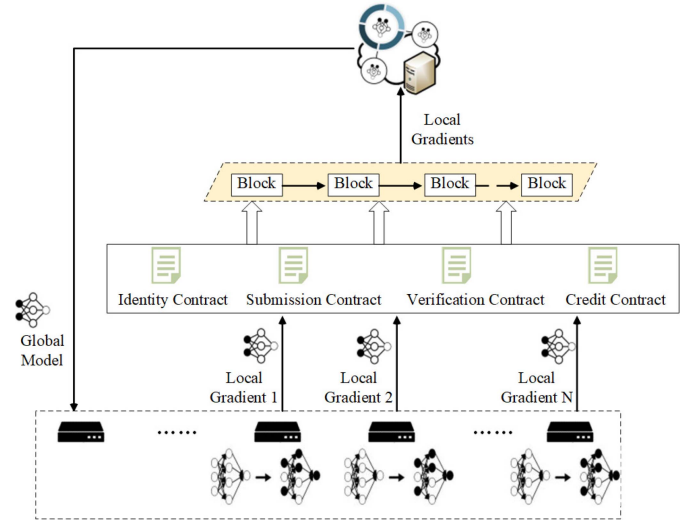 Local
Gradients
Block
Block
Block
Block
Identity Contract
Submission Contract
Verification Contract
Credit Contract
Global
Model
Local
Gradient 1
Local
Gradient 2
Local
Gradient N
......
......